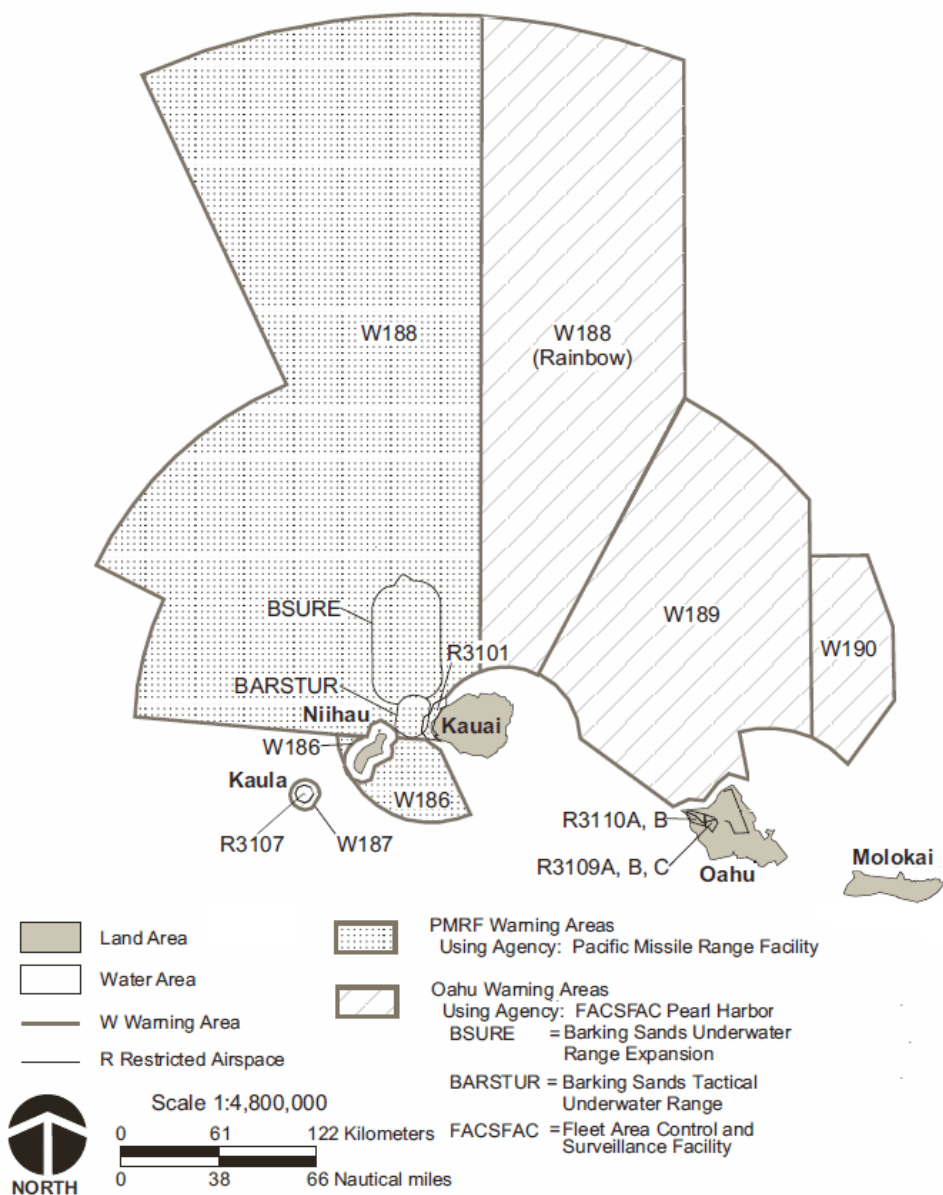 W188
W188
(Rainbow)
BSURE
W189
R3101
W190
BARSTUR
Niihau
Kauai
W186
Kaula
W186
R3107
W187
R3110A, B
R3109A, B, C
Oahu
Molokai
Land Area
Water Area
W Warning Area
R Restricted Airspace
PMRF Warning Areas
Using Agency: Pacific Missile Range Facility
Oahu Warning Areas
Using Agency: FACSFAC Pearl Harbor
BSURE = Barking Sands Underwater
Range Expansion
BARSTUR = Barking Sands Tactical
Underwater Range
FACSFAC = Fleet Area Control and
Surveillance Facility
Scale 1:4,800,000
0 61 122 Kilometers
0 38 66 Nautical miles
NORTH